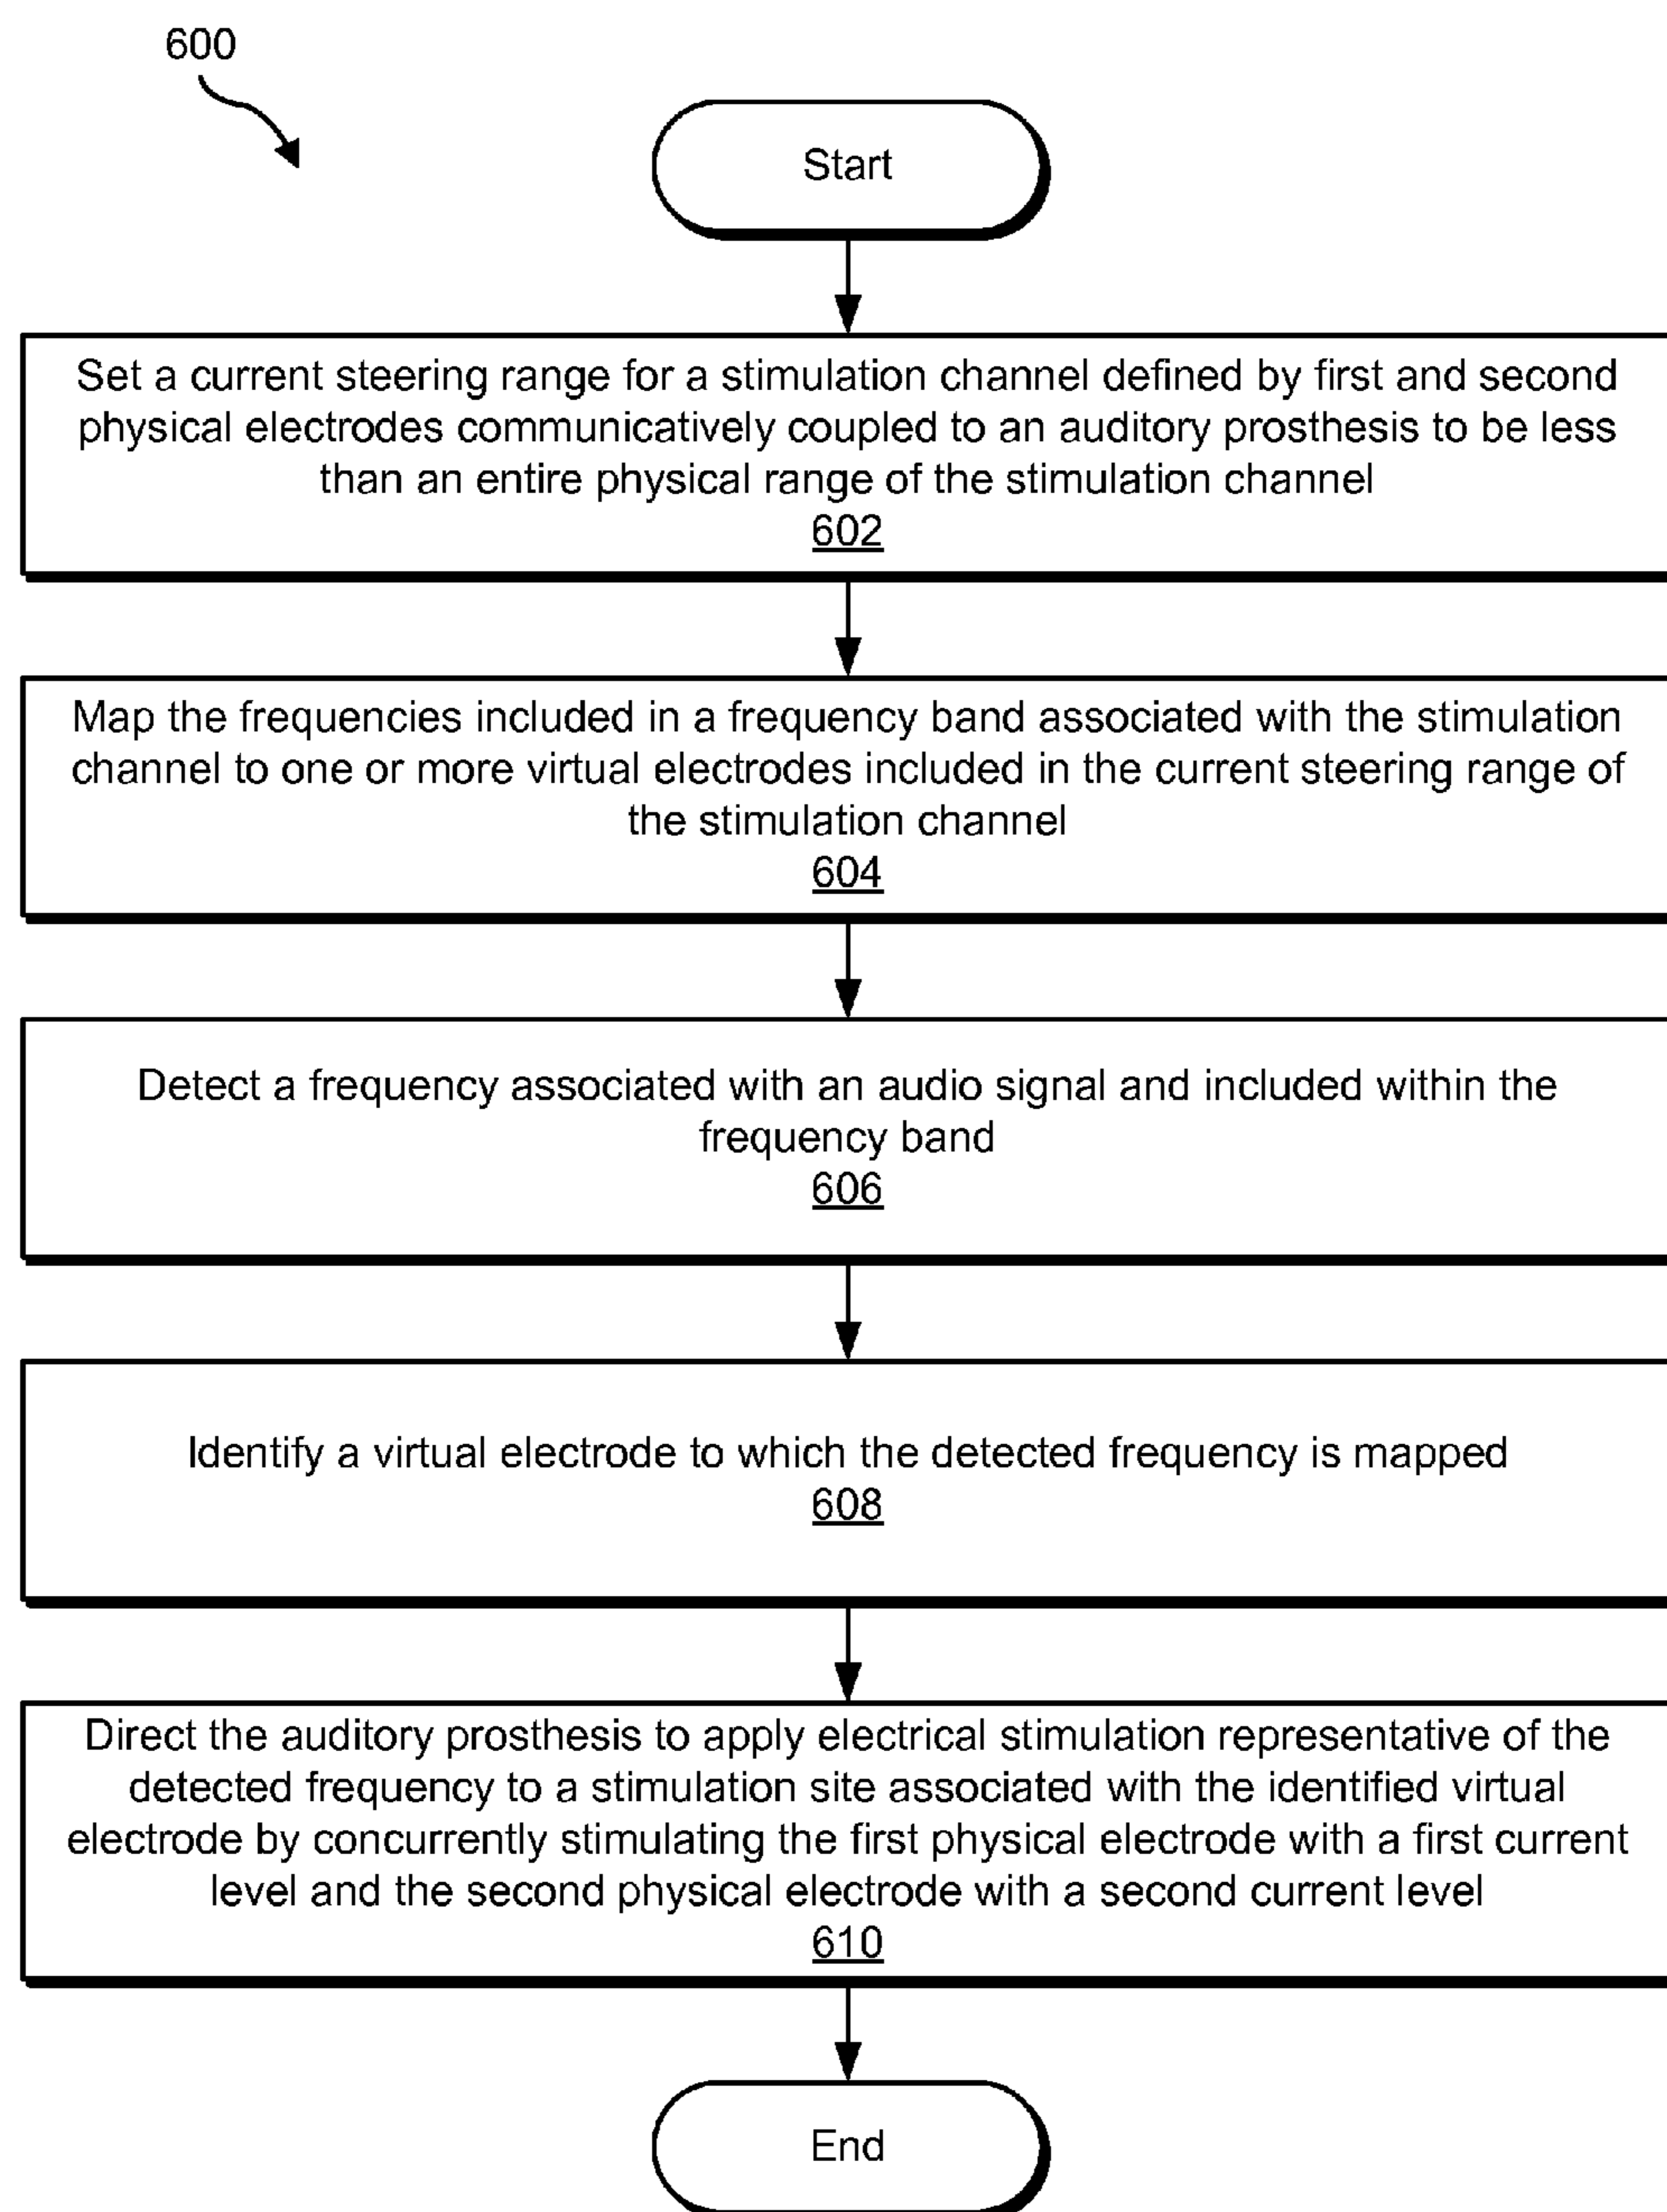 600
Start
Set a current steering range for a stimulation channel defined by first and second
physical electrodes communicatively coupled to an auditory prosthesis to be less
than an entire physical range of the stimulation channel
602
Map the frequencies included in a frequency band associated with the stimulation
channel to one or more virtual electrodes included in the current steering range of
the stimulation channel
604
Detect a frequency associated with an audio signal and included within the
frequency band
606
Identify a virtual electrode to which the detected frequency is mapped
608
Direct the auditory prosthesis to apply electrical stimulation representative of the
detected frequency to a stimulation site associated with the identified virtual
electrode by concurrently stimulating the first physical electrode with a first current
level and the second physical electrode with a second current level
610
End